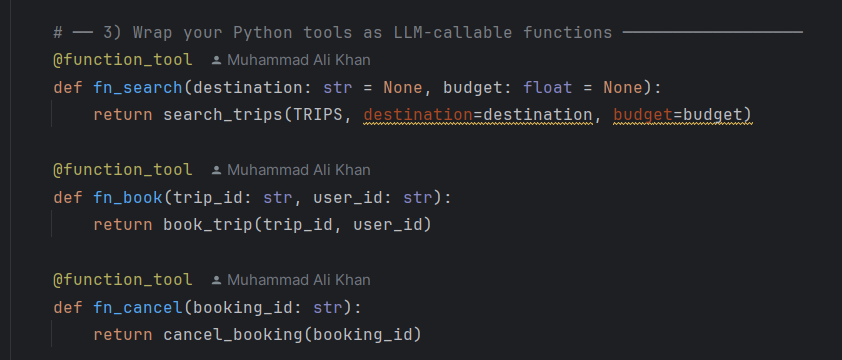 # —— 3) Wrap your Python tools as LLM-callable functions ————————————————————
@function_tool Muhammad Ali Khan
def fn_search(destination: str = None, budget: float = None):
return search_trips(TRIPS, destination=destination, budget=budget)
@function_tool Muhammad Ali Khan
def fn_book(trip_id: str, user_id: str):
return book_trip(trip_id, user_id)
@function_tool Muhammad Ali Khan
def fn_cancel(booking_id: str):
return cancel_booking(booking_id)